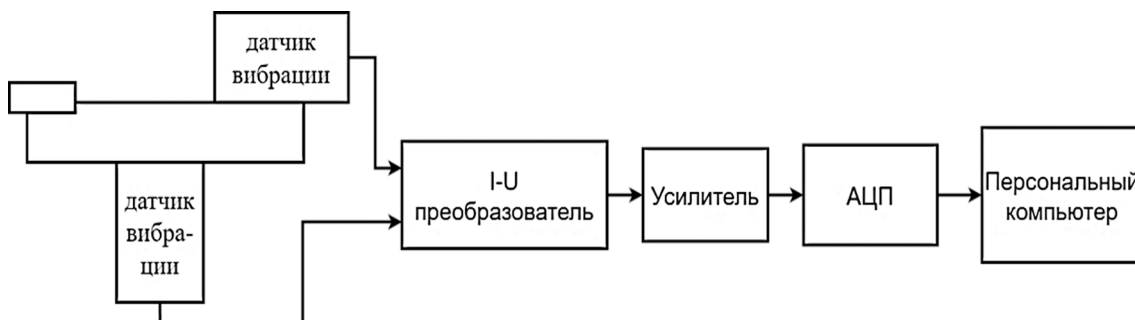 датчик
вибрации
датчик
вибра-
ции
I-U
преобразователь
Усилитель
АЦП
Персональный
компьютер